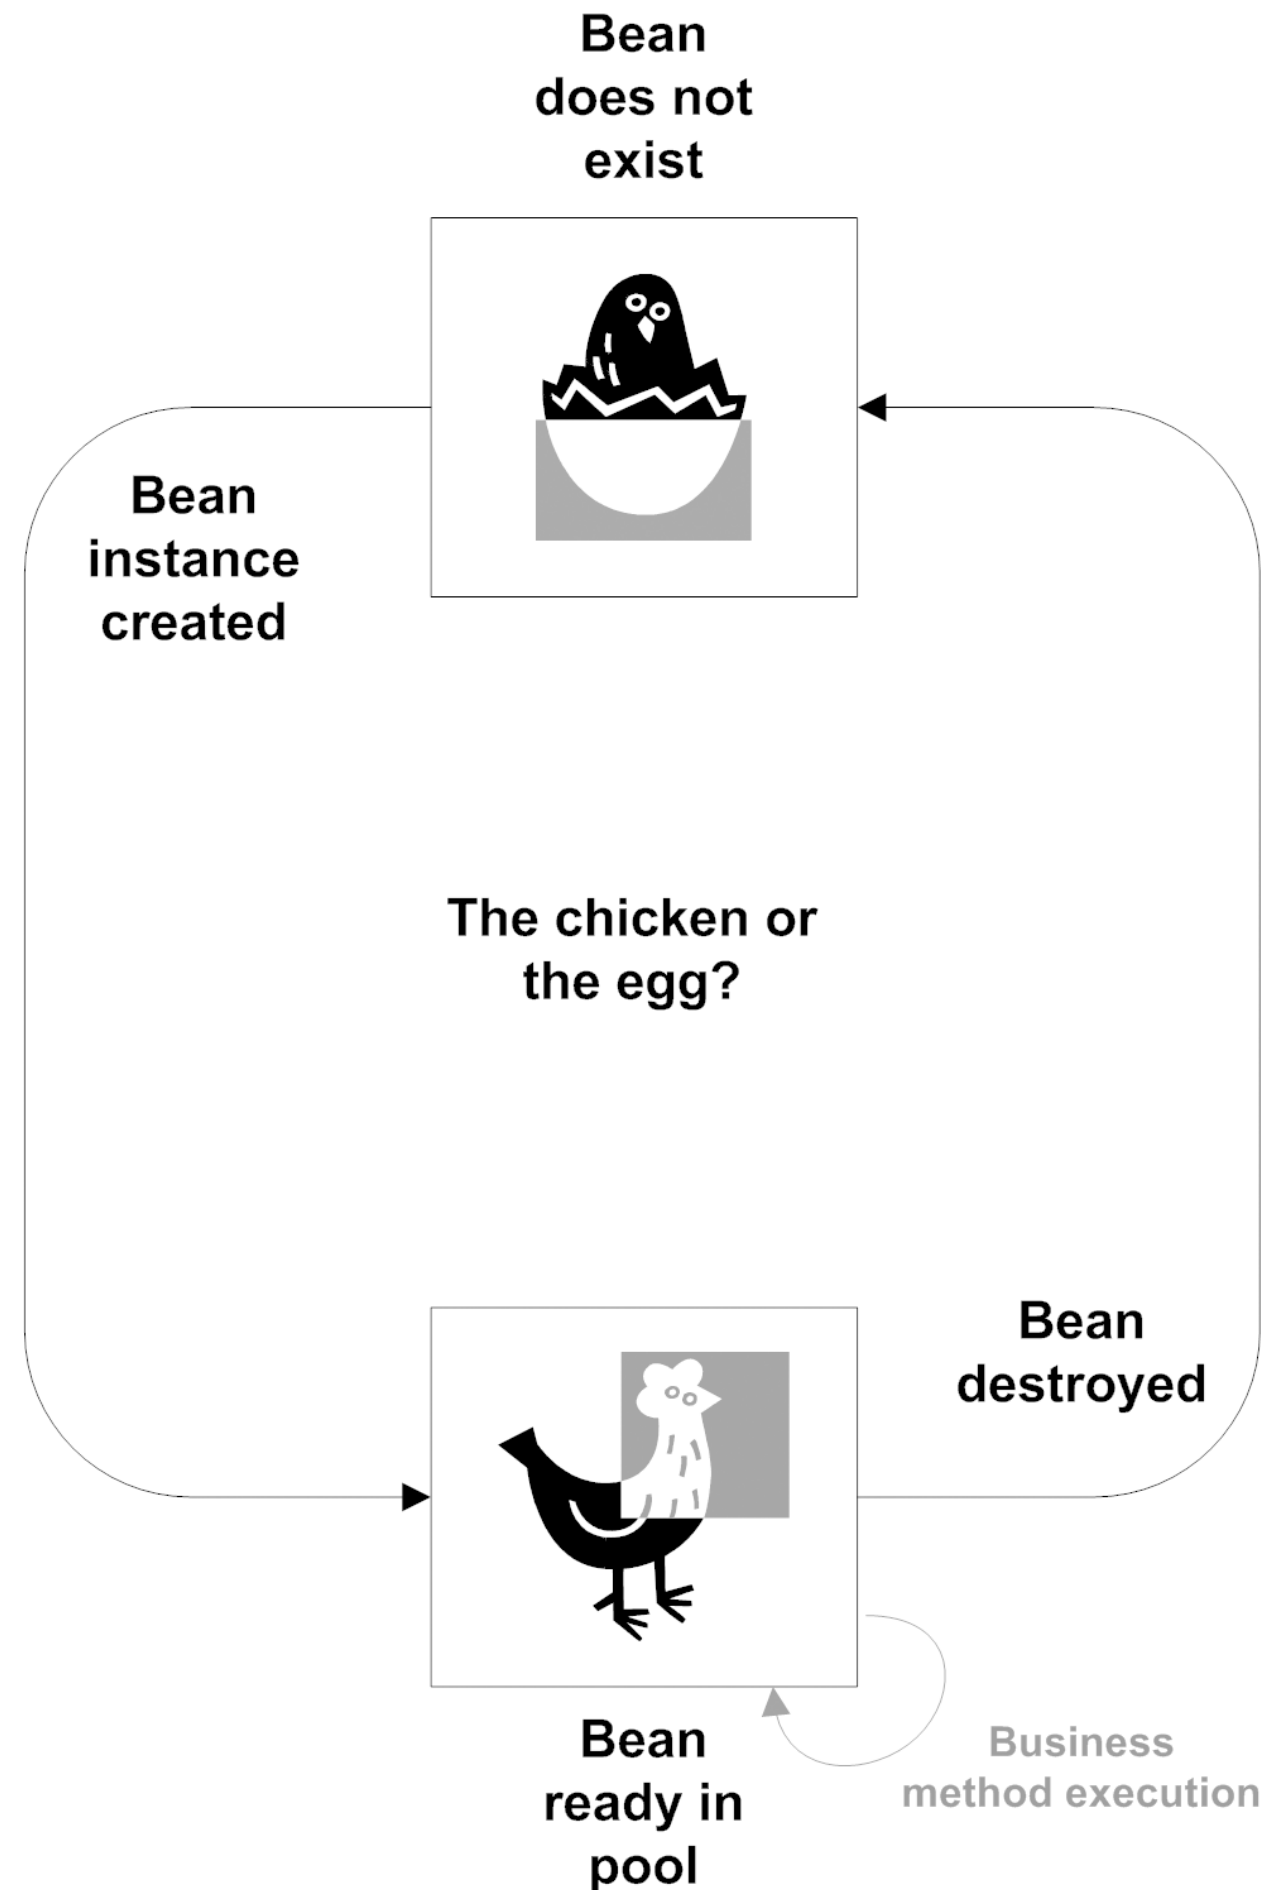 Bean
does not
exist
Bean
instance
created
The chicken or
the egg?
Bean
destroyed
Bean
ready in
pool
Business
method execution